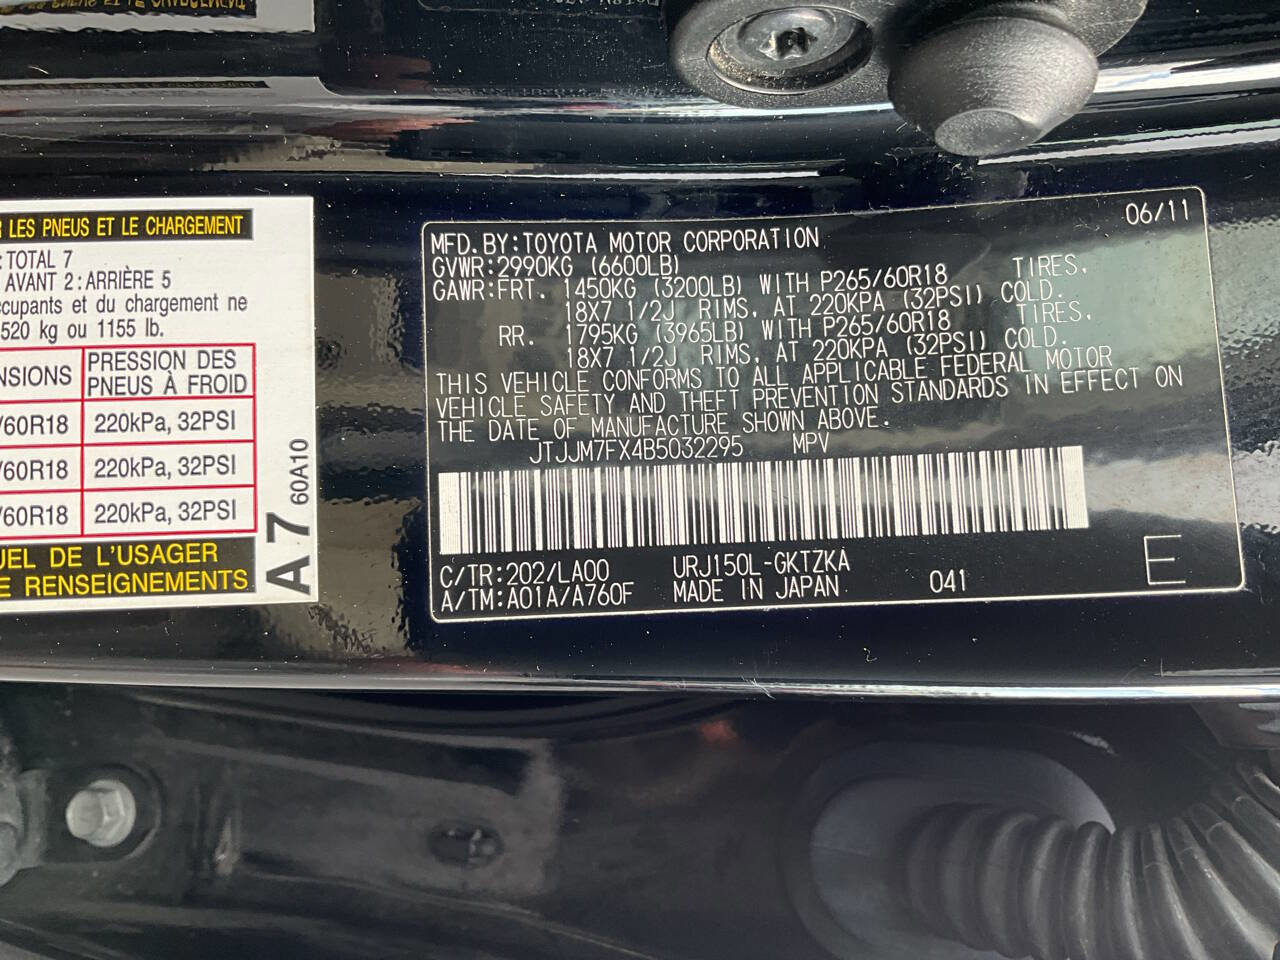 R LES PNEUS ET LE CHARGEMENT
: TOTAL 7
AVANT 2: ARRIÈRE 5
ccupants et du chargement ne
520 kg ou 1155 lb.
NSIONS PRESSION DES PNEUS À FROID
/60R18 220kPa, 32PSI
/60R18 220kPa, 32PSI
/60R18 220kPa, 32PSI
UEL DE L'USAGER
E RENSEIGNEMENTS
A 7 60A10
06/11
MFD. BY: TOYOTA MOTOR CORPORATION
GVWR: 2990KG (6600LB)
GAWR: FRT. 1450KG (3200LB) WITH P265/60R18 TIRES,
18X7 1/2J RIMS, AT 220KPA (32PSI) COLD.
RR. 1795KG (3965LB) WITH P265/60R18 TIRES,
18X7 1/2J RIMS, AT 220KPA (32PSI) COLD.
THIS VEHICLE CONFORMS TO ALL APPLICABLE FEDERAL MOTOR
VEHICLE SAFETY AND THEFT PREVENTION STANDARDS IN EFFECT ON
THE DATE OF MANUFACTURE SHOWN ABOVE.
JTJJM7FX4B5032295 MPV
C/TR: 202/LA00 URJ150L-GKTZKA
A/TM: A01A/A760F MADE IN JAPAN 041 E